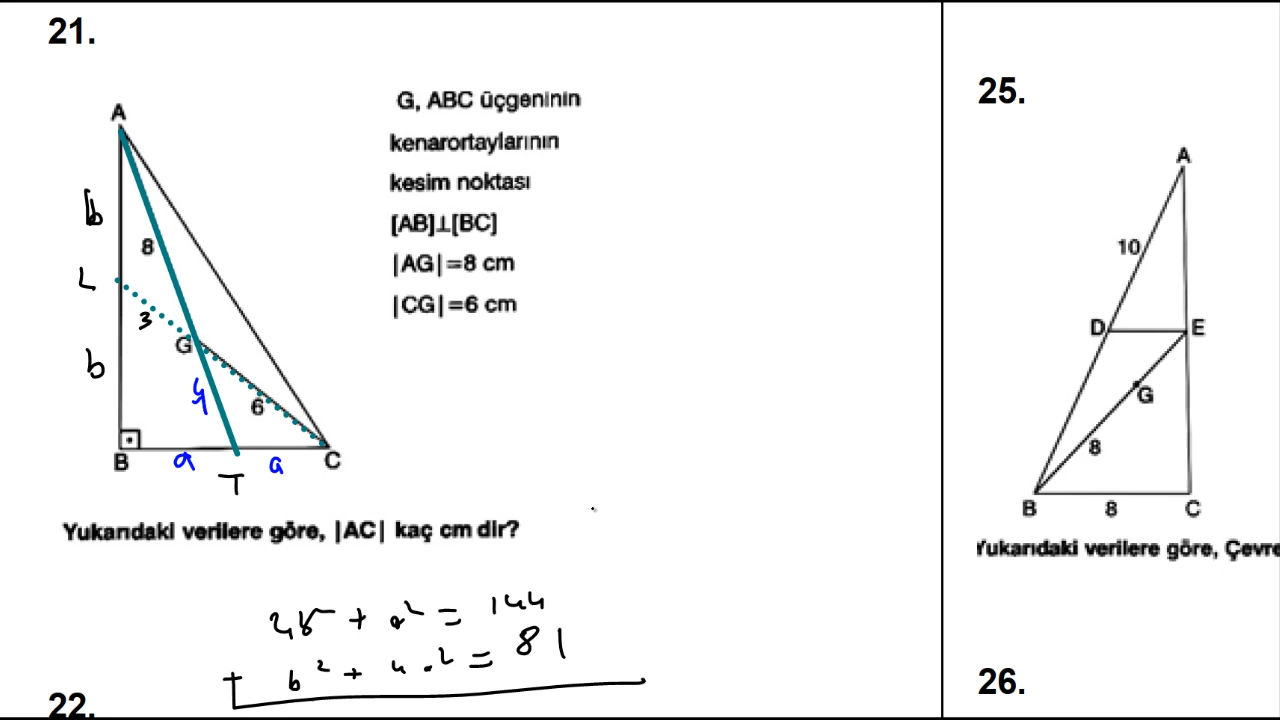 21.
A
b
8
L
3
G
b
4
6
B
a
a
C
T
G, ABC üçgeninin
kenarortaylarının
kesim noktası
[AB]⊥[BC]
|AG|=8 cm
|CG|=6 cm
Yukarıdaki verilere göre, |AC| kaç cm dir?
+ a² = 144
b² + 4a² = 81
+
22.
25.
A
10
D
E
G
8
B
8
C
Yukarıdaki verilere göre, Çevre
26.